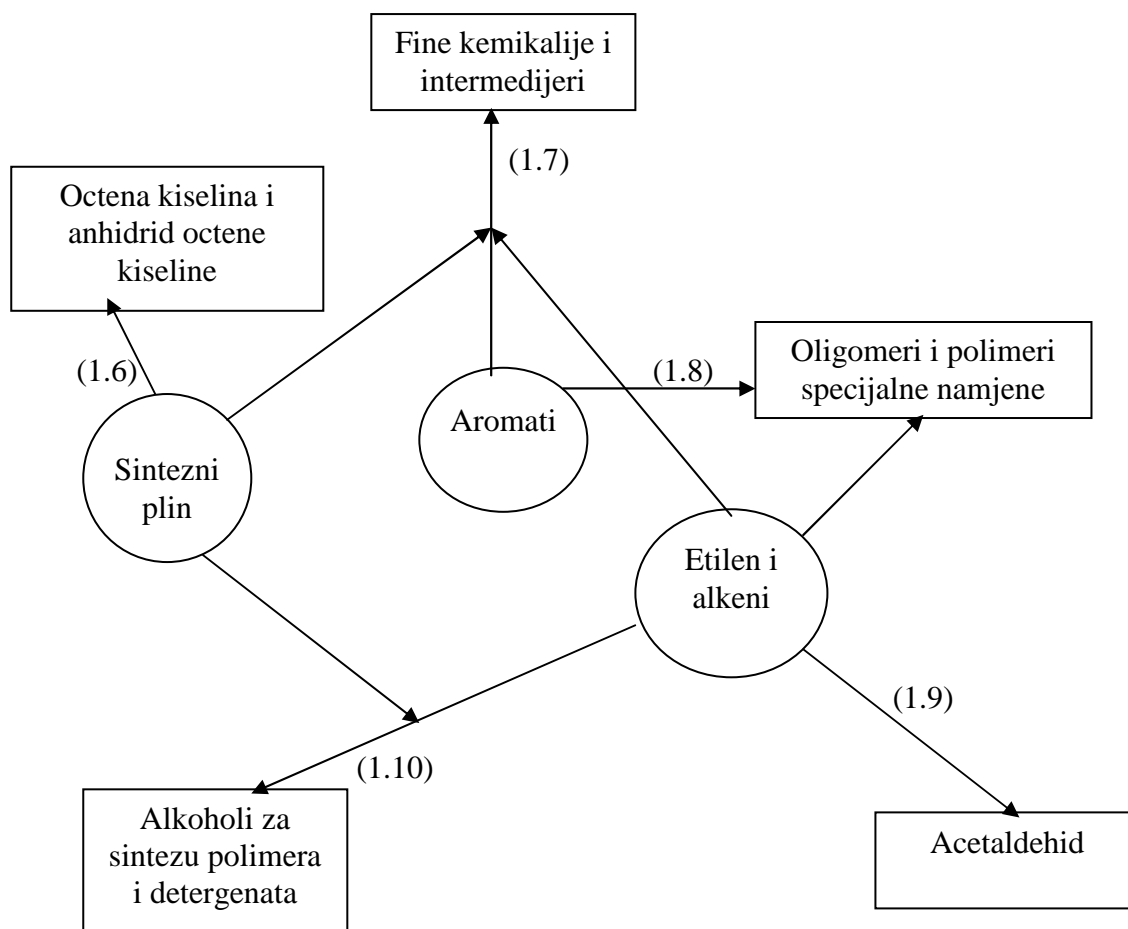 Fine kemikalije i
intermedijeri
(1.7)
Octena kiselina i
anhidrid octene
kiseline
(1.6)
Oligomeri i polimeri
specijalne namjene
(1.8)
Aromati
Sintezni
plin
Etilen i
alkeni
(1.9)
(1.10)
Alkoholi za
sintezu polimera
i detergenata
Acetaldehid